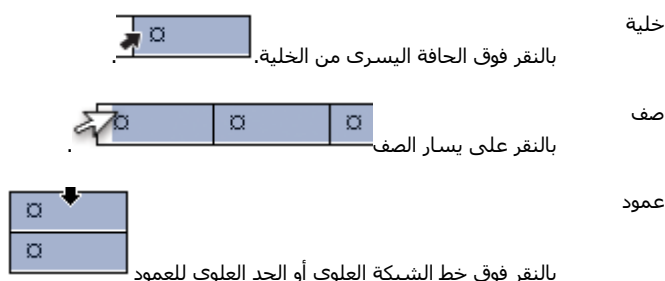 خلية
بالنقر فوق الحافة اليسرى من الخلية. .
صف
بالنقر على يسار الصف .
عمود
بالنقر فوق خط الشبكة العلوي أو الحد العلوي للعمود